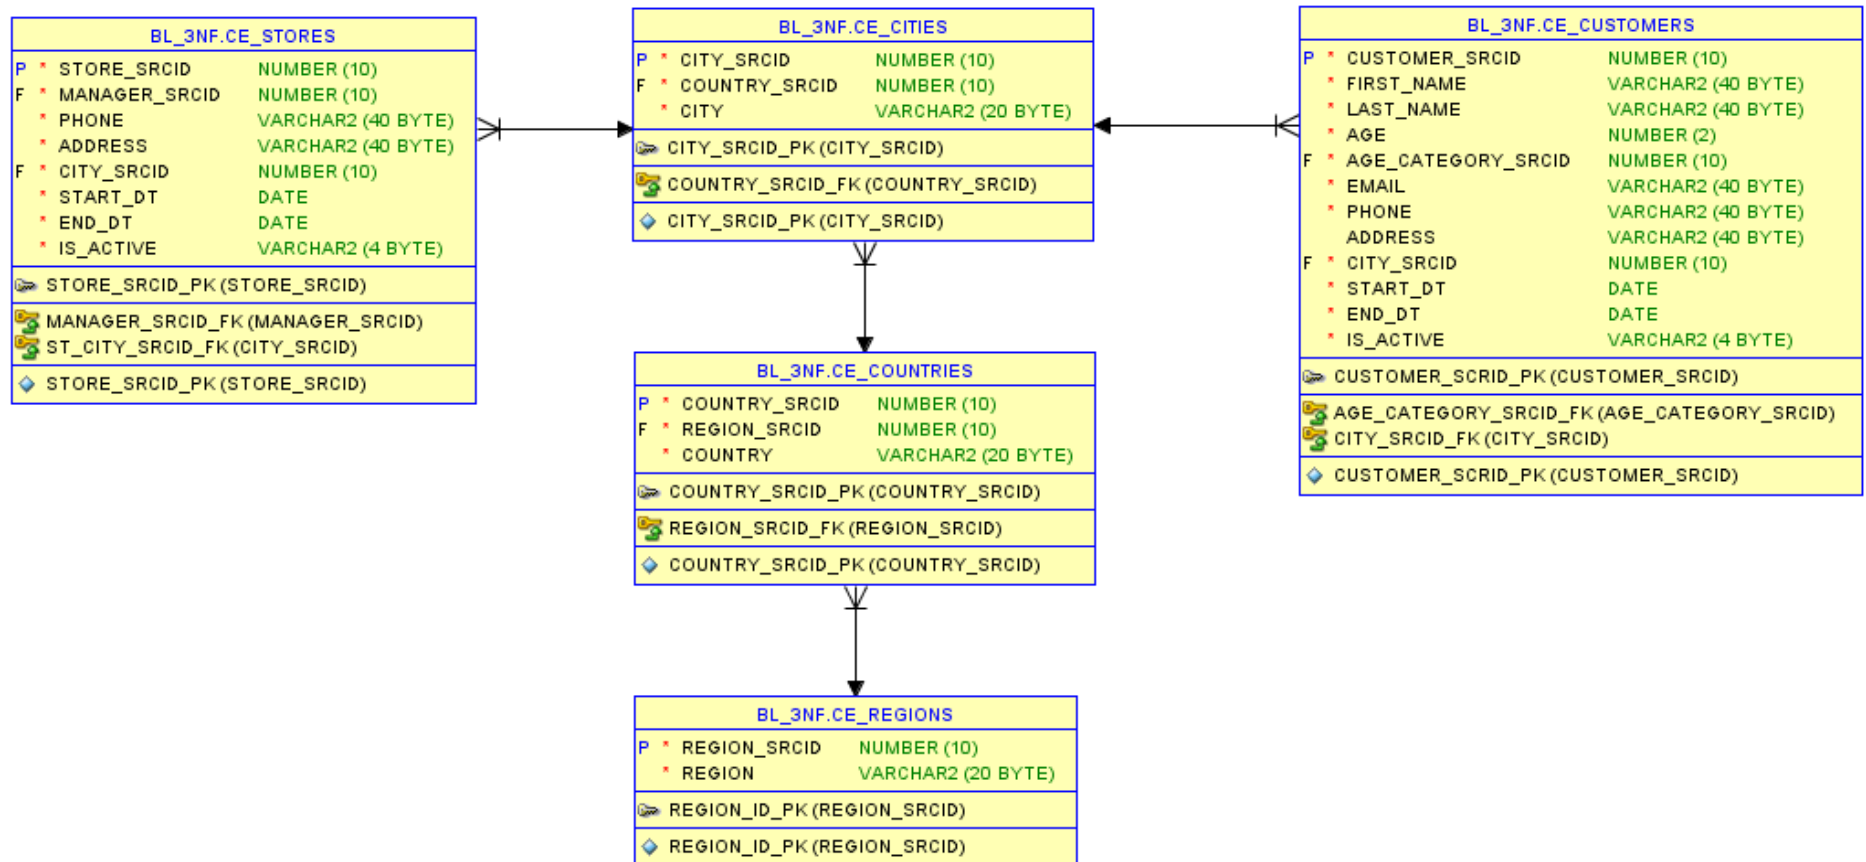 BL_3NF.CE_STORES
P * STORE_SRCID NUMBER (10)
F * MANAGER_SRCID NUMBER (10)
* PHONE VARCHAR2 (40 BYTE)
* ADDRESS VARCHAR2 (40 BYTE)
F * CITY_SRCID NUMBER (10)
* START_DT DATE
* END_DT DATE
* IS_ACTIVE VARCHAR2 (4 BYTE)
STORE_SRCID_PK (STORE_SRCID)
MANAGER_SRCID_FK (MANAGER_SRCID)
ST_CITY_SRCID_FK (CITY_SRCID)
STORE_SRCID_PK (STORE_SRCID)
BL_3NF.CE_CITIES
P * CITY_SRCID NUMBER (10)
F * COUNTRY_SRCID NUMBER (10)
* CITY VARCHAR2 (20 BYTE)
CITY_SRCID_PK (CITY_SRCID)
COUNTRY_SRCID_FK (COUNTRY_SRCID)
CITY_SRCID_PK (CITY_SRCID)
BL_3NF.CE_CUSTOMERS
P * CUSTOMER_SRCID NUMBER (10)
* FIRST_NAME VARCHAR2 (40 BYTE)
* LAST_NAME VARCHAR2 (40 BYTE)
* AGE NUMBER (2)
F * AGE_CATEGORY_SRCID NUMBER (10)
* EMAIL VARCHAR2 (40 BYTE)
* PHONE VARCHAR2 (40 BYTE)
ADDRESS VARCHAR2 (40 BYTE)
F * CITY_SRCID NUMBER (10)
* START_DT DATE
* END_DT DATE
* IS_ACTIVE VARCHAR2 (4 BYTE)
CUSTOMER_SCRID_PK (CUSTOMER_SRCID)
AGE_CATEGORY_SRCID_FK (AGE_CATEGORY_SRCID)
CITY_SRCID_FK (CITY_SRCID)
CUSTOMER_SCRID_PK (CUSTOMER_SRCID)
BL_3NF.CE_COUNTRIES
P * COUNTRY_SRCID NUMBER (10)
F * REGION_SRCID NUMBER (10)
* COUNTRY VARCHAR2 (20 BYTE)
COUNTRY_SRCID_PK (COUNTRY_SRCID)
REGION_SRCID_FK (REGION_SRCID)
COUNTRY_SRCID_PK (COUNTRY_SRCID)
BL_3NF.CE_REGIONS
P * REGION_SRCID NUMBER (10)
* REGION VARCHAR2 (20 BYTE)
REGION_ID_PK (REGION_SRCID)
REGION_ID_PK (REGION_SRCID)